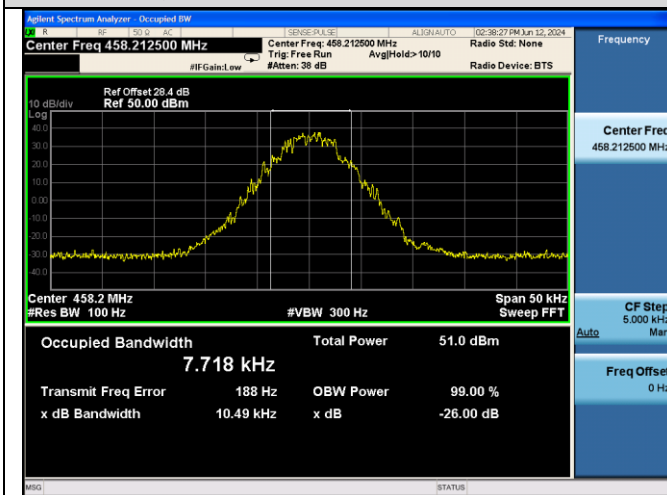 Agilent Spectrum Analyzer - Occupied BW
R RF 50 Ω AC SENSE:PULSE ALIGNAUTO 02:38:27 PM Jun 12, 2024
Center Freq 458.212500 MHz
Center Freq: 458.212500 MHz
Radio Std: None
Trig: Free Run Avg|Hold:>10/10
#IFGain:Low #Atten: 38 dB Radio Device: BTS
Frequency
Ref Offset 28.4 dB
10 dB/div Ref 50.00 dBm
Log
40.0
30.0
20.0
10.0
0.00
-10.0
-20.0
-30.0
-40.0
Center 458.2 MHz Span 50 kHz
#Res BW 100 Hz #VBW 300 Hz Sweep FFT
Occupied Bandwidth Total Power 51.0 dBm
7.718 kHz
Transmit Freq Error 188 Hz OBW Power 99.00 %
x dB Bandwidth 10.49 kHz x dB -26.00 dB
Center Freq
458.212500 MHz
CF Step
5.000 kHz
Auto Man
Freq Offset
0 Hz
MSG STATUS